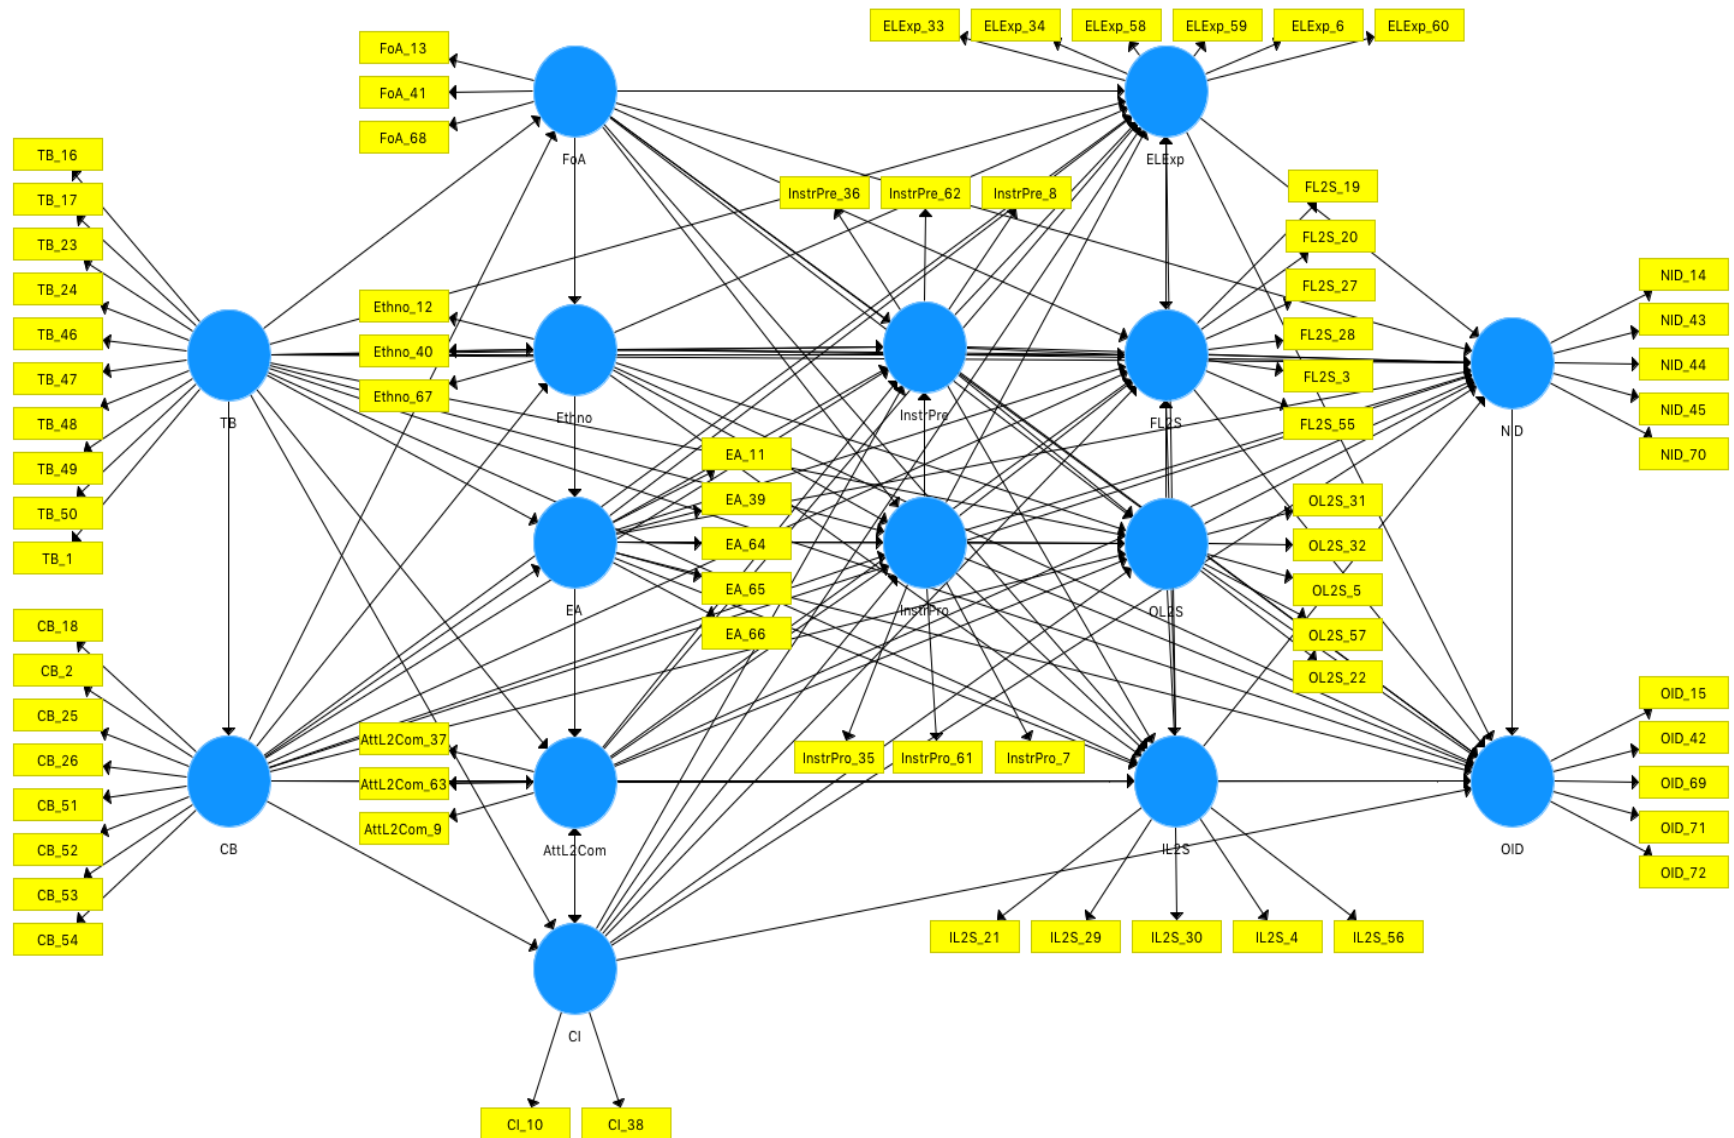 ELExp_33
ELExp_34
ELExp_58
ELExp_59
ELExp_6
ELExp_60
FoA_13
FoA_41
FoA_68
FoA
ELExp
TB_16
TB_17
TB_23
TB_24
TB_46
TB_47
TB_48
TB_49
TB_50
TB_1
TB
InstrPre_36
InstrPre_62
InstrPre_8
FL2S_19
FL2S_20
FL2S_27
FL2S_28
FL2S_3
FL2S_55
NID_14
NID_43
NID_44
NID_45
NID_70
Ethno_12
Ethno_40
Ethno_67
Ethno
InstrPre
FL2S
NID
EA_11
EA_39
EA_64
EA_65
EA_66
EA
InstrPro
OL2S
OL2S_31
OL2S_32
OL2S_5
OL2S_57
OL2S_22
CB_18
CB_2
CB_25
CB_26
CB_51
CB_52
CB_53
CB_54
CB
AttL2Com_37
AttL2Com_63
AttL2Com_9
AttL2Com
InstrPro_35
InstrPro_61
InstrPro_7
IL2S
OID
OID_15
OID_42
OID_69
OID_71
OID_72
IL2S_21
IL2S_29
IL2S_30
IL2S_4
IL2S_56
CI
CI_10
CI_38